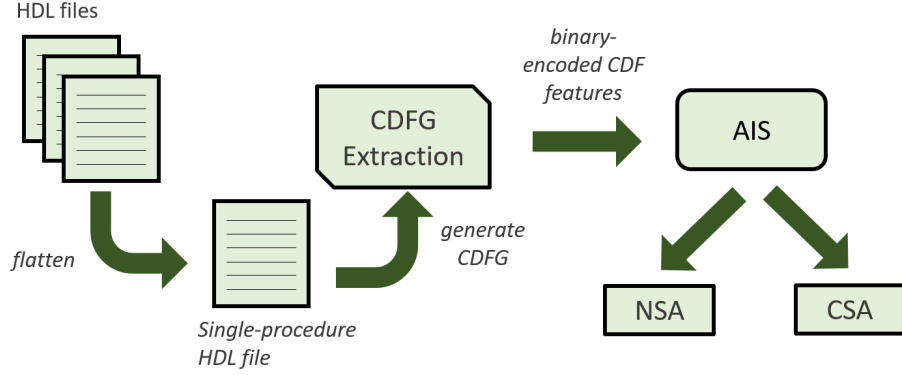 HDL files
flatten
Single-procedure
HDL file
CDFG
Extraction
generate
CDFG
binary-
encoded CDF
features
AIS
NSA
CSA